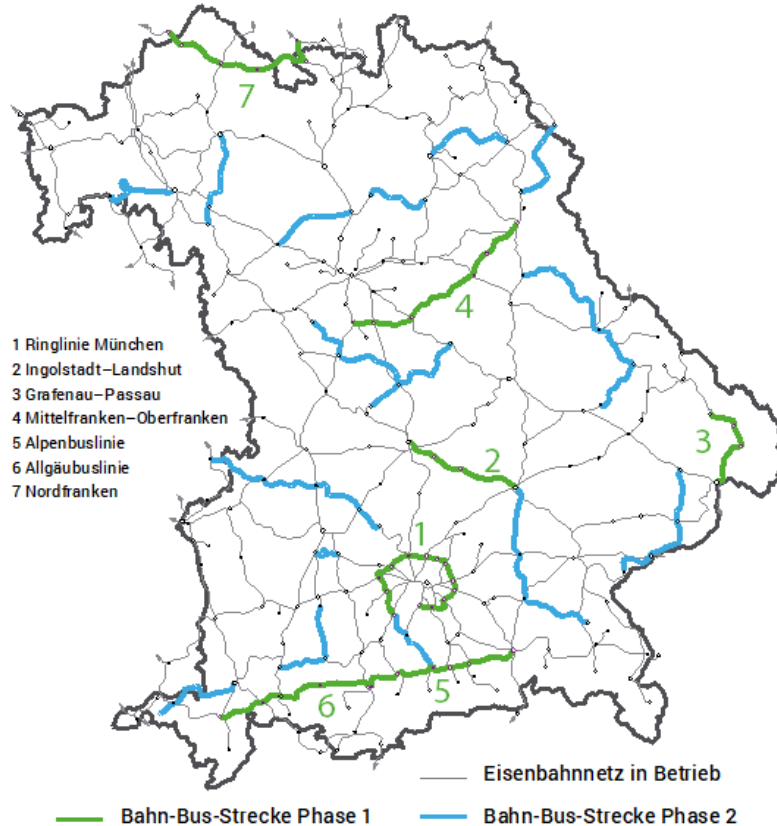 7
4
1 Ringlinie München
2 Ingolstadt–Landshut
3 Grafenau–Passau
4 Mittelfranken–Oberfranken
5 Alpenbuslinie
6 Allgäubuslinie
7 Nordfranken
3
2
1
5
6
Eisenbahnnetz in Betrieb
Bahn-Bus-Strecke Phase 1
Bahn-Bus-Strecke Phase 2